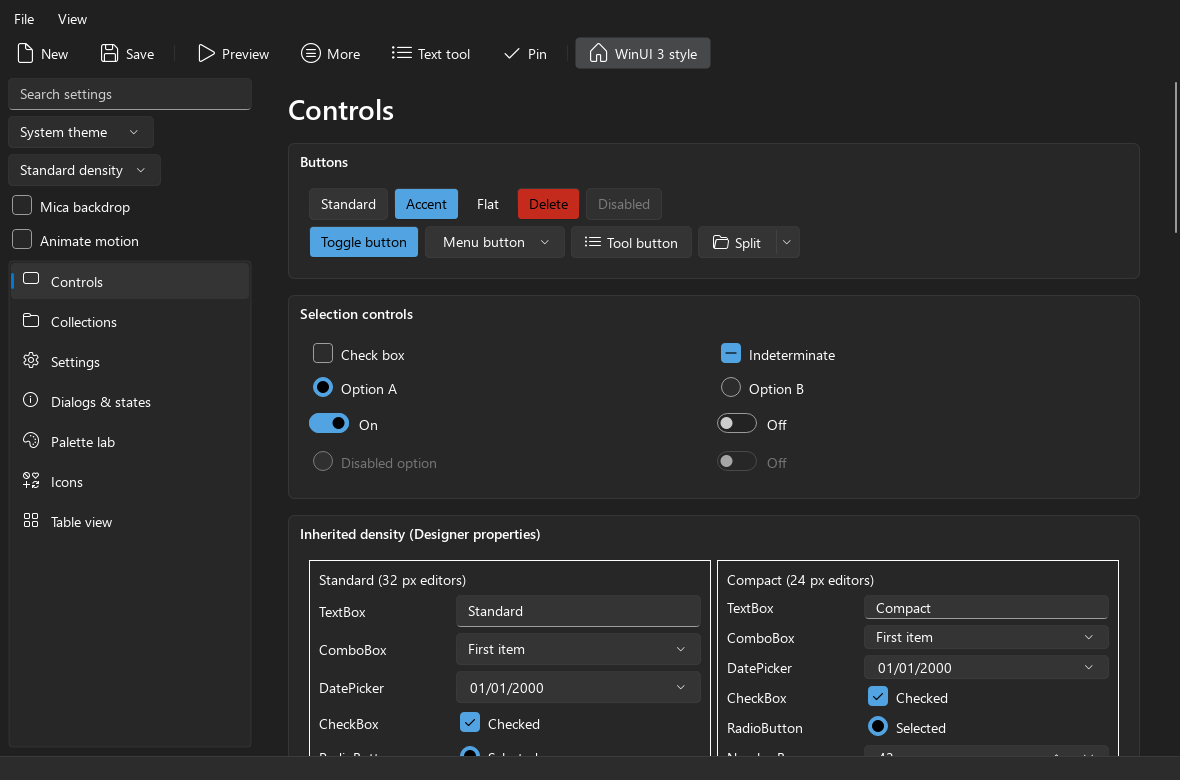 File View
New Save Preview More Text tool Pin WinUI 3 style
Search settings
System theme
Standard density
Mica backdrop
Animate motion
Controls
Collections
Settings
Dialogs & states
Palette lab
Icons
Table view
Controls
Buttons
Standard Accent Flat Delete Disabled
Toggle button Menu button Tool button Split
Selection controls
Check box Indeterminate
Option A Option B
On Off
Disabled option Off
Inherited density (Designer properties)
Standard (32 px editors)
TextBox Standard
ComboBox First item
DatePicker 01/01/2000
CheckBox Checked
Compact (24 px editors)
TextBox Compact
ComboBox First item
DatePicker 01/01/2000
CheckBox Checked
RadioButton Selected